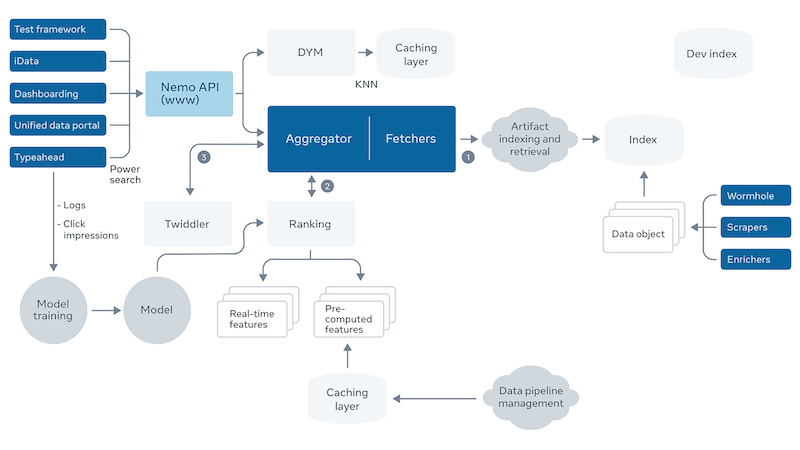 Test framework
iData
Dashboarding
Unified data portal
Typeahead
Power
search
Nemo API
(www)
DYM
Caching
layer
KNN
Dev index
Aggregator
Fetchers
1
Artifact
indexing and
retrieval
Index
3
2
- Logs
- Click
impressions
Twiddler
Ranking
Data object
Wormhole
Scrapers
Enrichers
Model
training
Model
Real-time
features
Pre-
computed
features
Caching
layer
Data pipeline
management